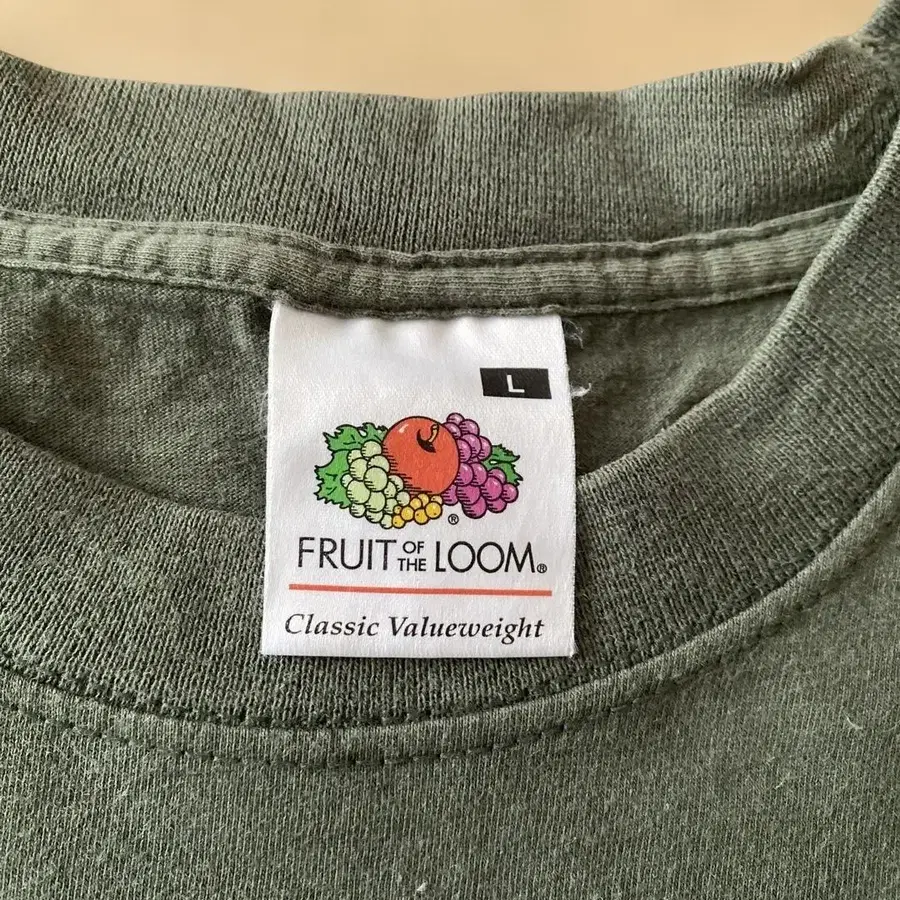 L
®
FRUIT OF THE LOOM®
Classic Valueweight